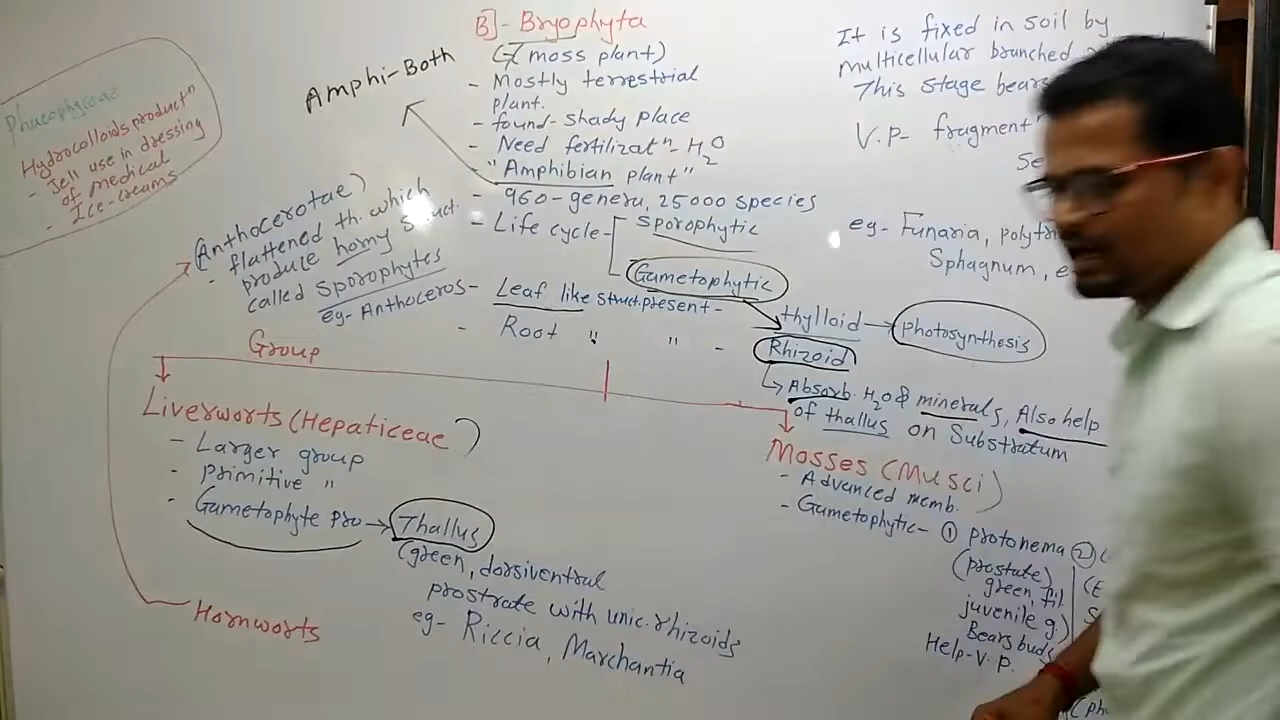 B]- Bryophyta
(7 moss plant)
- Mostly terrestrial
plant.
- found- shady place
- Need fertilizatⁿ- H₂O
"Amphibian plant"
- 960- genera, 25000 species
- Life cycle- Sporophytic
Gametophytic
- Leaf like struct. present - thylloid → photosynthesis
- Root " " - Rhizoid
↳ Absorb. H₂O & minerals, Also help
of thallus on Substratum
Amphi-Both
Phaeophyceae
Hydrocolloids productⁿ
- Jell use in dressing
of medical
- Ice-creams
(Anthocerotae)
- flattened th. which
produce horny struct.
called Sporophytes
eg- Anthoceros
Group
Liverworts (Hepaticeae)
- Larger group
- Primitive "
- Gametophyte pro → Thallus
(green, dorsiventral
prostrate with unic. rhizoids
eg- Riccia, Marchantia
Hornworts
It is fixed in soil by
multicellular branched
This stage bears
V.p- fragmentⁿ
eg- Funaria, polytri
Sphagnum, e
Mosses (Musci)
- Advanced memb.
- Gametophytic- ① protonema ②
(prostate)
green, fil.
juvenile g.)
Bears buds
Help- V.P.